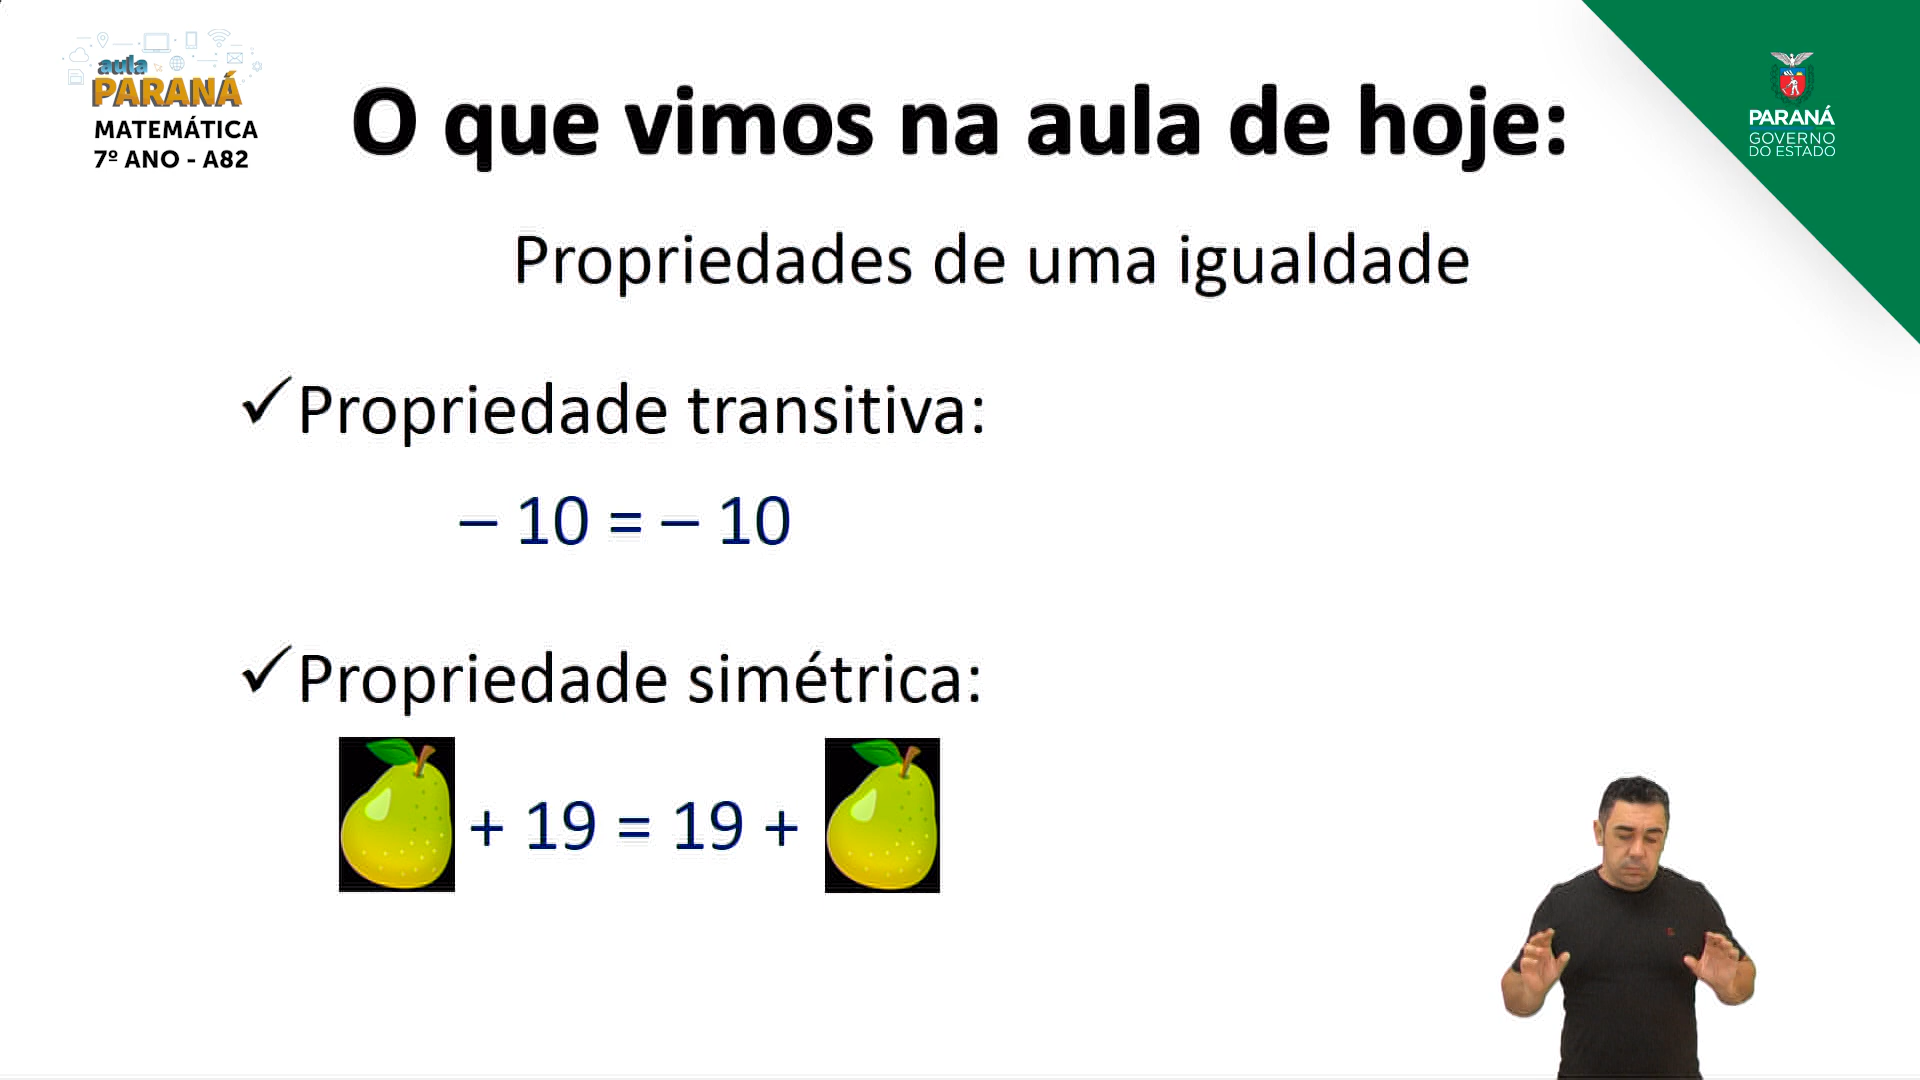 aula
PARANÁ
MATEMÁTICA
7º ANO - A82
O que vimos na aula de hoje:
PARANÁ
GOVERNO
DO ESTADO
Propriedades de uma igualdade
✓Propriedade transitiva:
– 10 = – 10
✓Propriedade simétrica:
+ 19 = 19 +